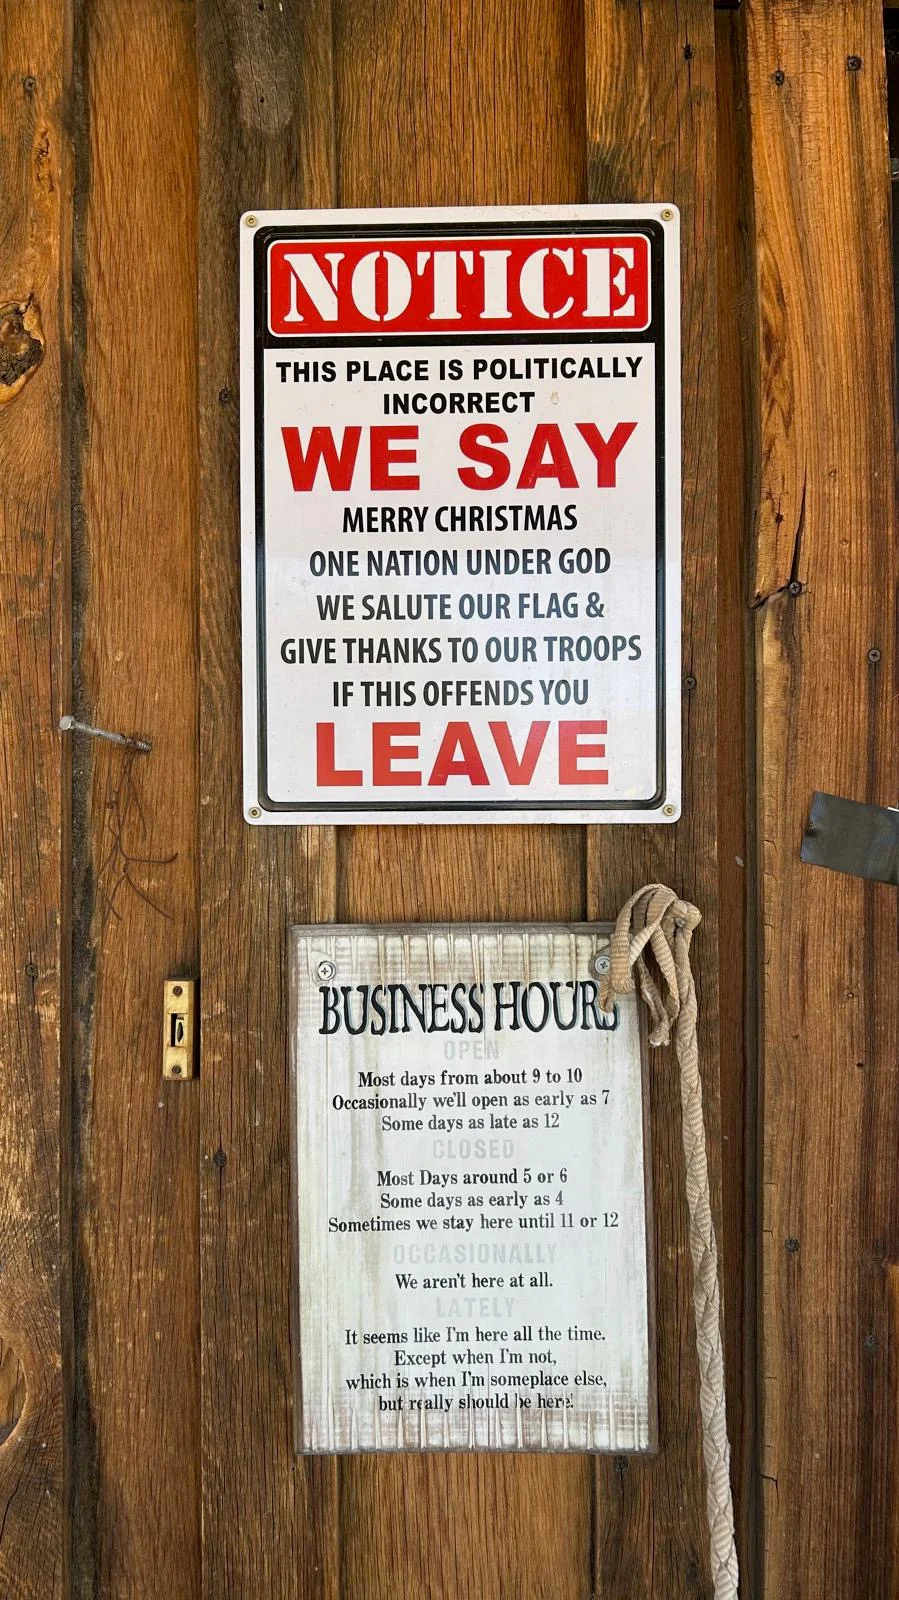 NOTICE
THIS PLACE IS POLITICALLY
INCORRECT
WE SAY
MERRY CHRISTMAS
ONE NATION UNDER GOD
WE SALUTE OUR FLAG &
GIVE THANKS TO OUR TROOPS
IF THIS OFFENDS YOU
LEAVE
BUSINESS HOURS
OPEN
Most days from about 9 to 10
Occasionally we'll open as early as 7
Some days as late as 12
CLOSED
Most Days around 5 or 6
Some days as early as 4
Sometimes we stay here until 11 or 12
OCCASIONALLY
We aren't here at all.
LATELY
It seems like I'm here all the time.
Except when I'm not,
which is when I'm someplace else,
but really should be here!